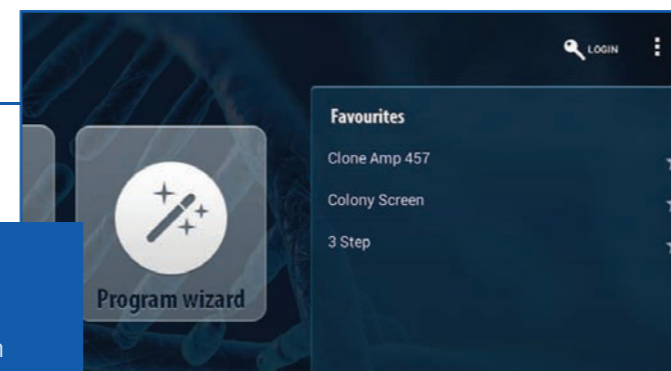 LOGIN
Favourites
Clone Amp 457
Colony Screen
3 Step
Program wizard